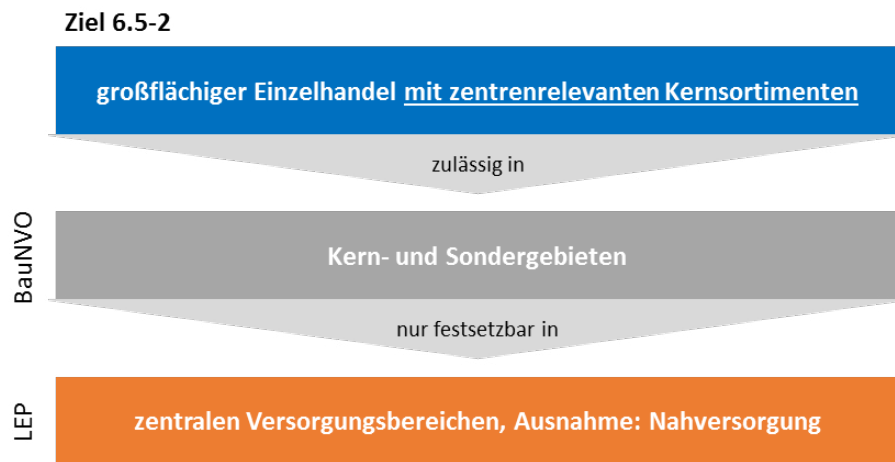 Ziel 6.5-2
großflächiger Einzelhandel mit zentrenrelevanten Kernsortimenten
zulässig in
BauNVO
Kern- und Sondergebieten
nur festsetzbar in
LEP
zentralen Versorgungsbereichen, Ausnahme: Nahversorgung